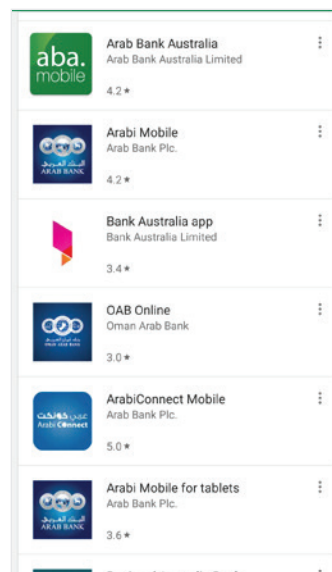 aba.
mobile
Arab Bank Australia
Arab Bank Australia Limited
4.2★
البنك العربي
ARAB BANK
Arabi Mobile
Arab Bank Plc.
4.2★
Bank Australia app
Bank Australia Limited
3.4★
OAB Online
Oman Arab Bank
3.0★
عربي كونكت
Arabi Connect
ArabiConnect Mobile
Arab Bank Plc.
5.0★
البنك العربي
ARAB BANK
Arabi Mobile for tablets
Arab Bank Plc.
3.6★